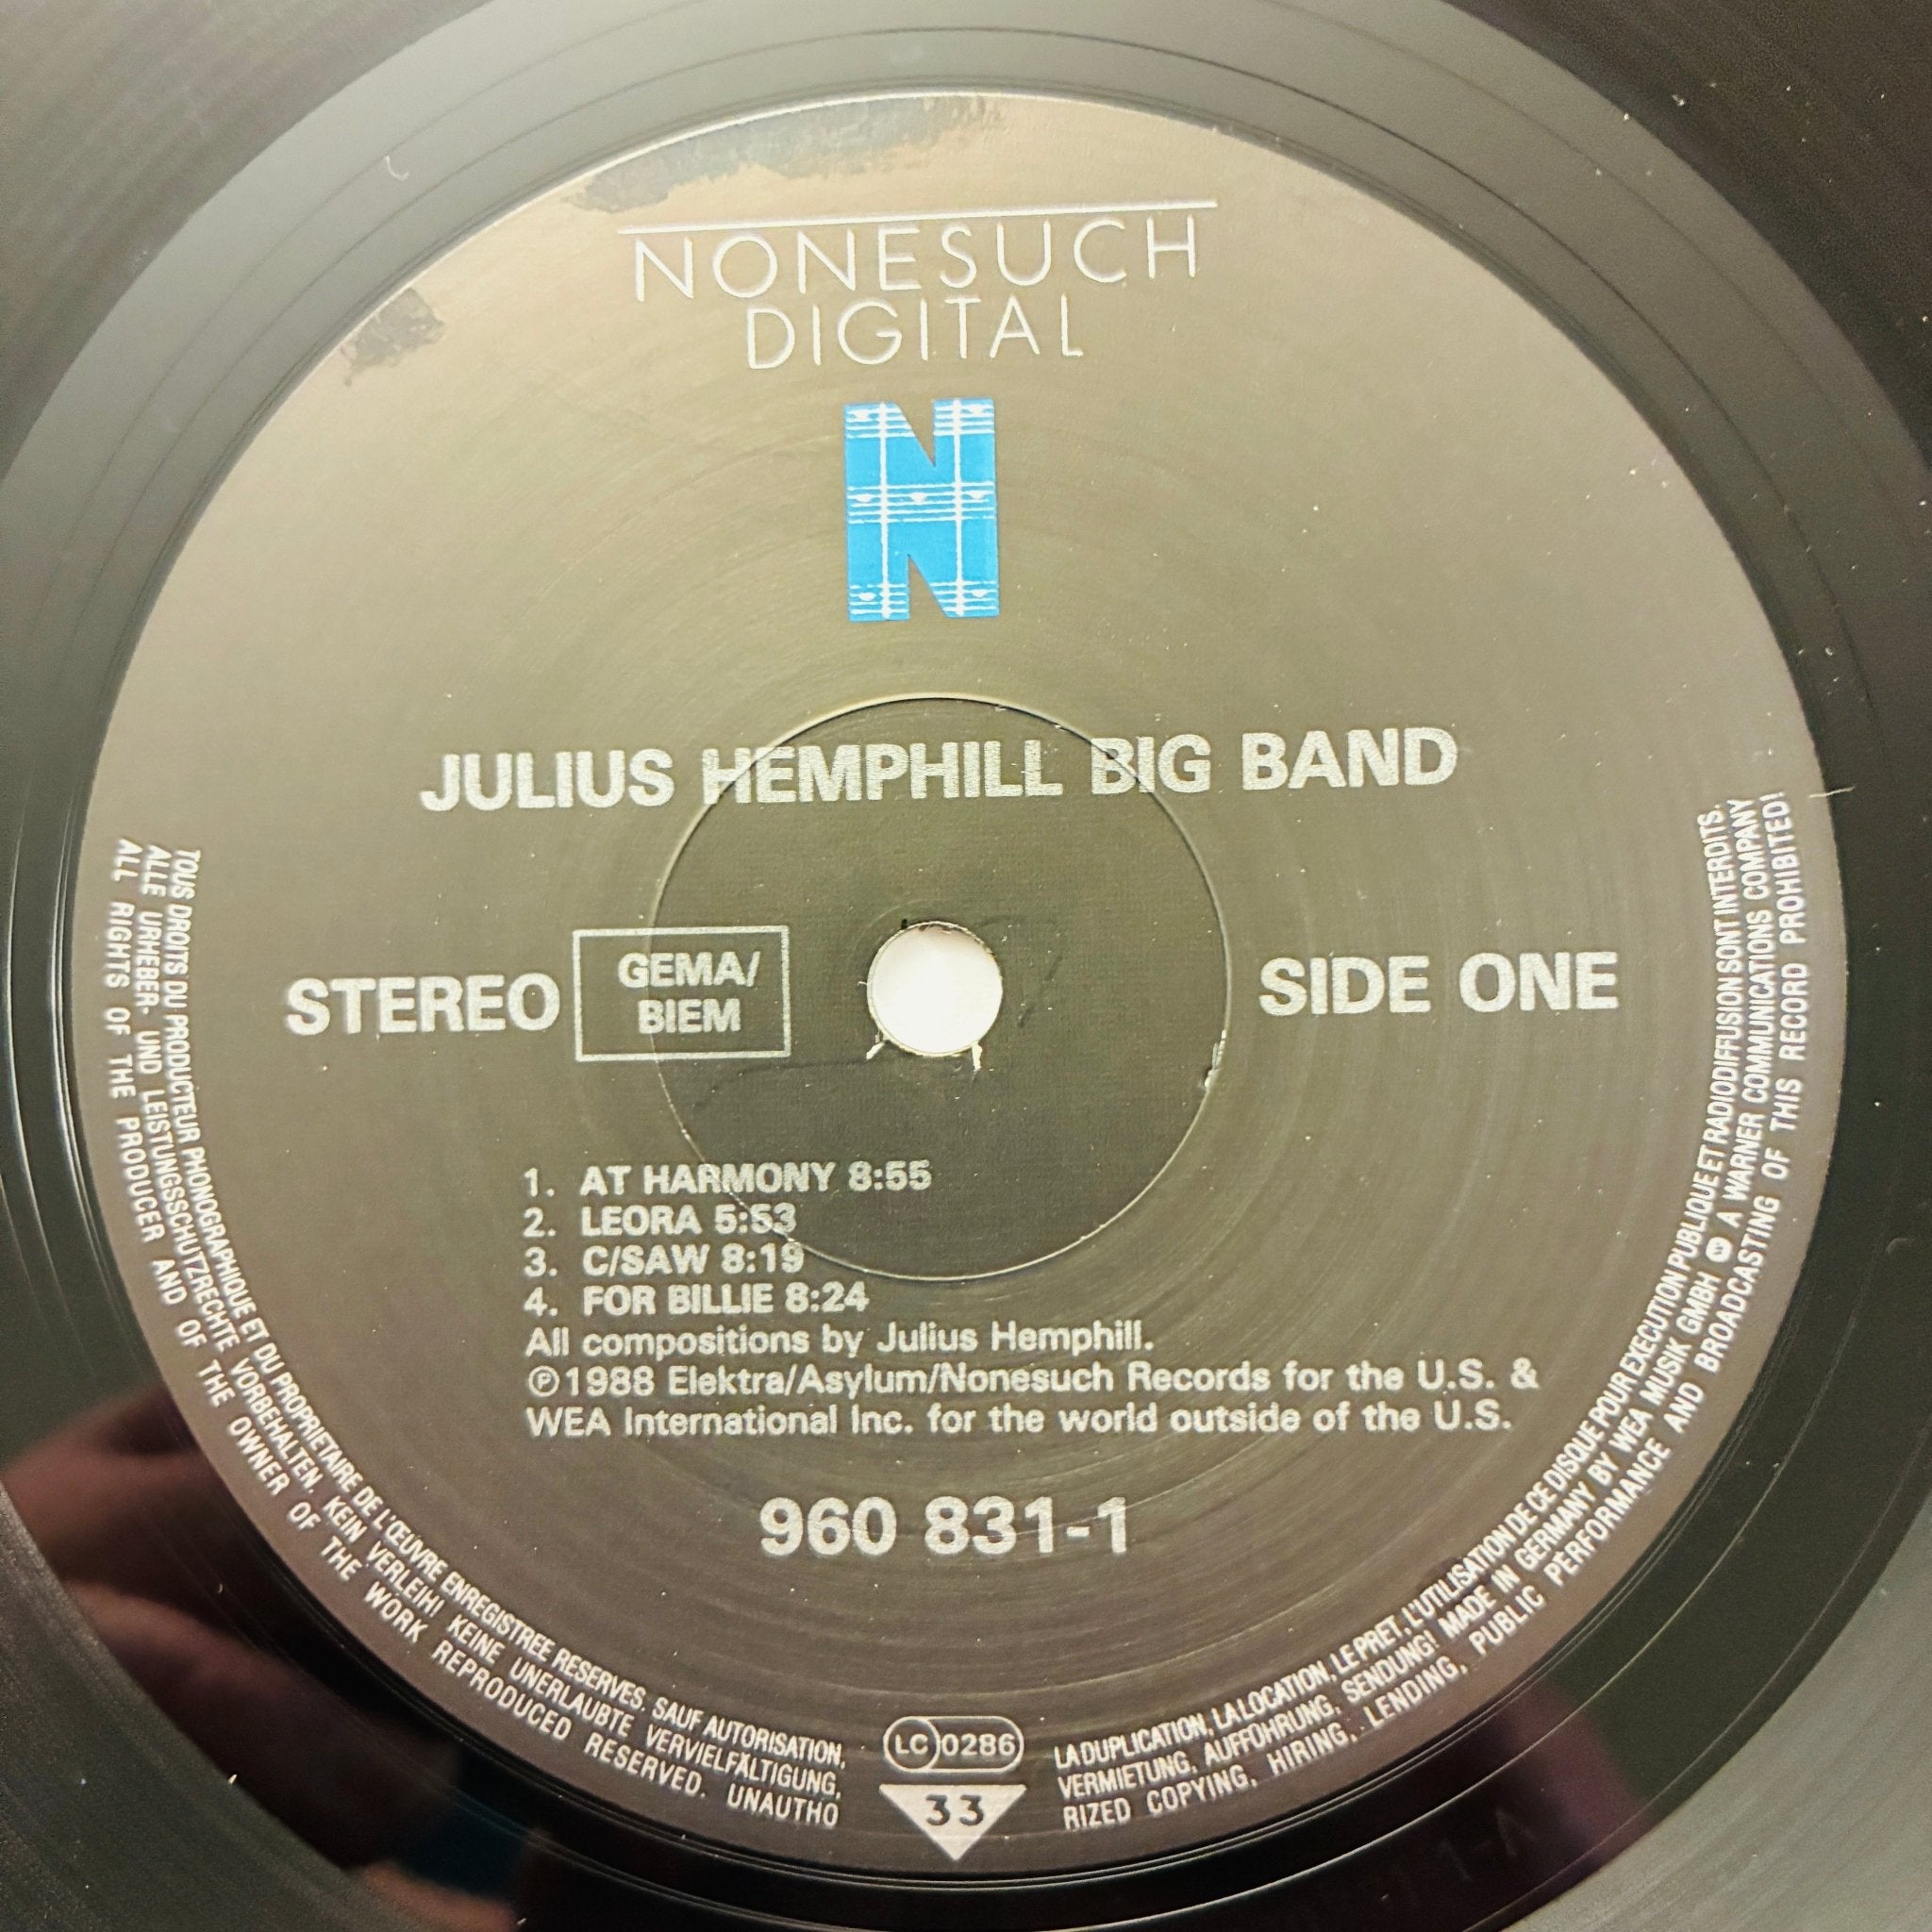 NONESUCH
DIGITAL
JULIUS HEMPHILL BIG BAND
STEREO
GEMA/
BIEM
SIDE ONE
1. AT HARMONY 8:55
2. LEORA 5:53
3. C/SAW 8:19
4. FOR BILLIE 8:24
All compositions by Julius Hemphill.
℗1988 Elektra/Asylum/Nonesuch Records for the U.S. &
WEA International Inc. for the world outside of the U.S.
960 831-1
TOUS DROITS DU PRODUCTEUR PHONOGRAPHIQUE ET DU PROPRIETAIRE DE L'ŒUVRE ENREGISTREE RESERVES. SAUF AUTORISATION, LA DUPLICATION, LA LOCATION, LE PRET, L'UTILISATION DE CE DISQUE POUR EXECUTION PUBLIQUE ET RADIODIFFUSION SONT INTERDITS.
ALLE URHEBER- UND LEISTUNGSSCHUTZRECHTE VORBEHALTEN. KEIN VERLEIH! KEINE UNERLAUBTE VERVIELFÄLTIGUNG, VERMIETUNG, AUFFÜHRUNG, SENDUNG! MADE IN GERMANY BY WEA MUSIK GMBH A WARNER COMMUNICATIONS COMPANY
ALL RIGHTS OF THE PRODUCER AND OF THE OWNER OF THE WORK REPRODUCED RESERVED. UNAUTHORIZED COPYING, HIRING, LENDING, PUBLIC PERFORMANCE AND BROADCASTING OF THIS RECORD PROHIBITED!
LC 0286
33